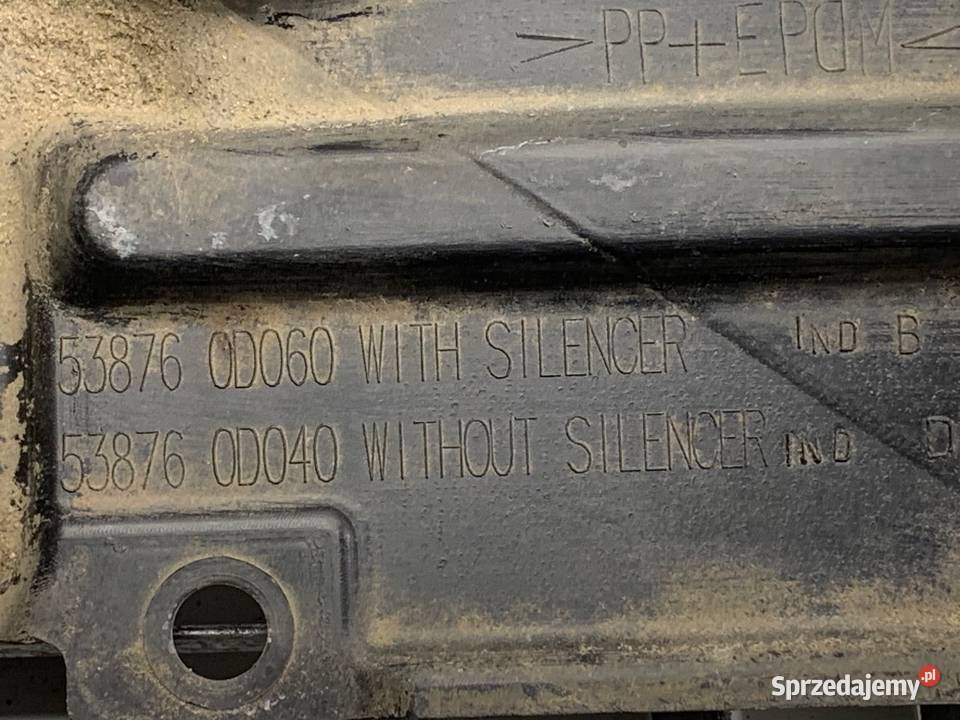 >PP+EPDM<
53876 0D060 WITH SILENCER IND B
53876 0D040 WITHOUT SILENCER IND D
Sprzedajemy.pl